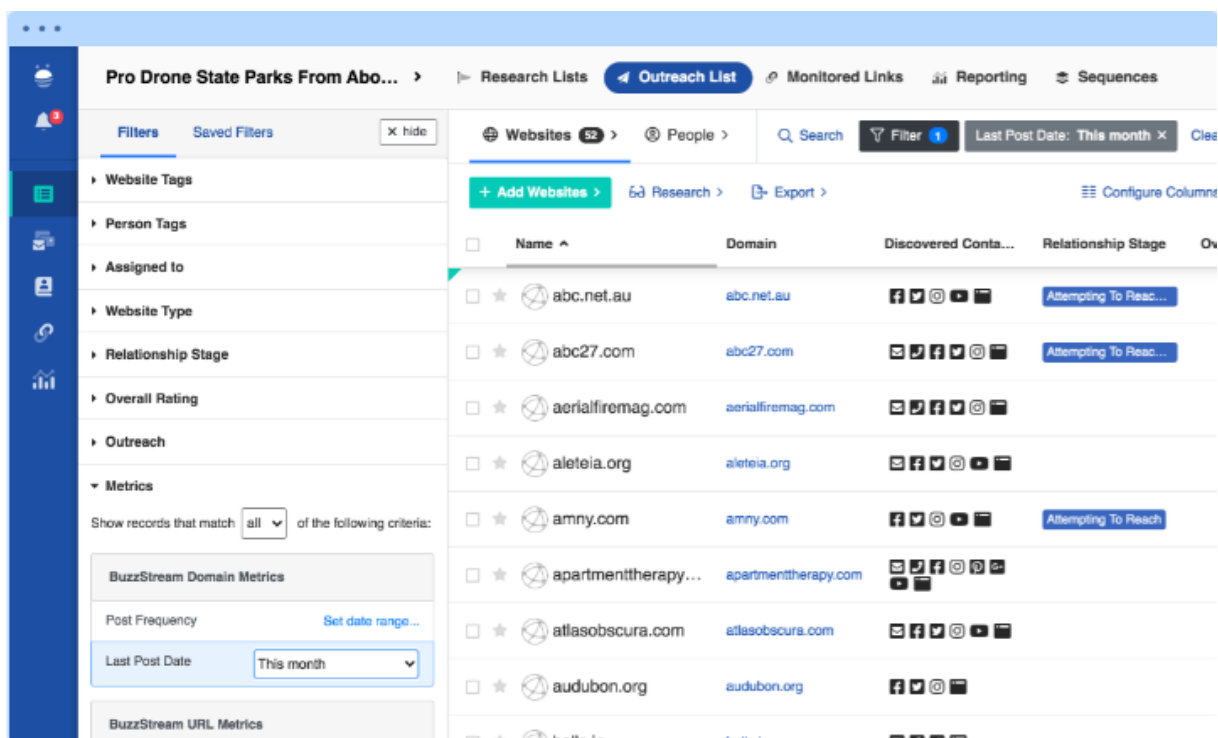 Pro Drone State Parks From Abo... >
Research Lists
Outreach List
Monitored Links
Reporting
Sequences
3
Filters
Saved Filters
× hide
Websites 52 >
People >
Search
Filter 1
Last Post Date: This month ×
Clea
Website Tags
Person Tags
Assigned to
Website Type
Relationship Stage
Overall Rating
Outreach
Metrics
Show records that match all of the following criteria:
BuzzStream Domain Metrics
Post Frequency Set date range...
Last Post Date This month
BuzzStream URL Metrics
+ Add Websites >
Research >
Export >
Configure Columns
Name Domain Discovered Conta... Relationship Stage Ov
abc.net.au abc.net.au Attempting To Reac...
abc27.com abc27.com Attempting To Reac...
aerialfiremag.com aerialfiremag.com
aleteia.org aleteia.org
amny.com amny.com Attempting To Reach
apartmenttherapy... apartmenttherapy.com
atlasobscura.com atlasobscura.com
audubon.org audubon.org